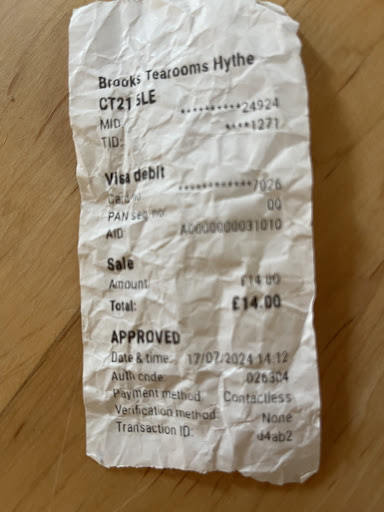 Brooks Tearooms Hythe
CT21 5LE
MID: **********24924
TID: ****1271
Visa debit
Card no ************7026
PAN seq no 00
AID A0000000031010
Sale
Amount: £14.00
Total: £14.00
APPROVED
Date & time: 17/07/2024 14:12
Auth code: 026304
Payment method: Contactless
Verification method: None
Transaction ID: d4ab2